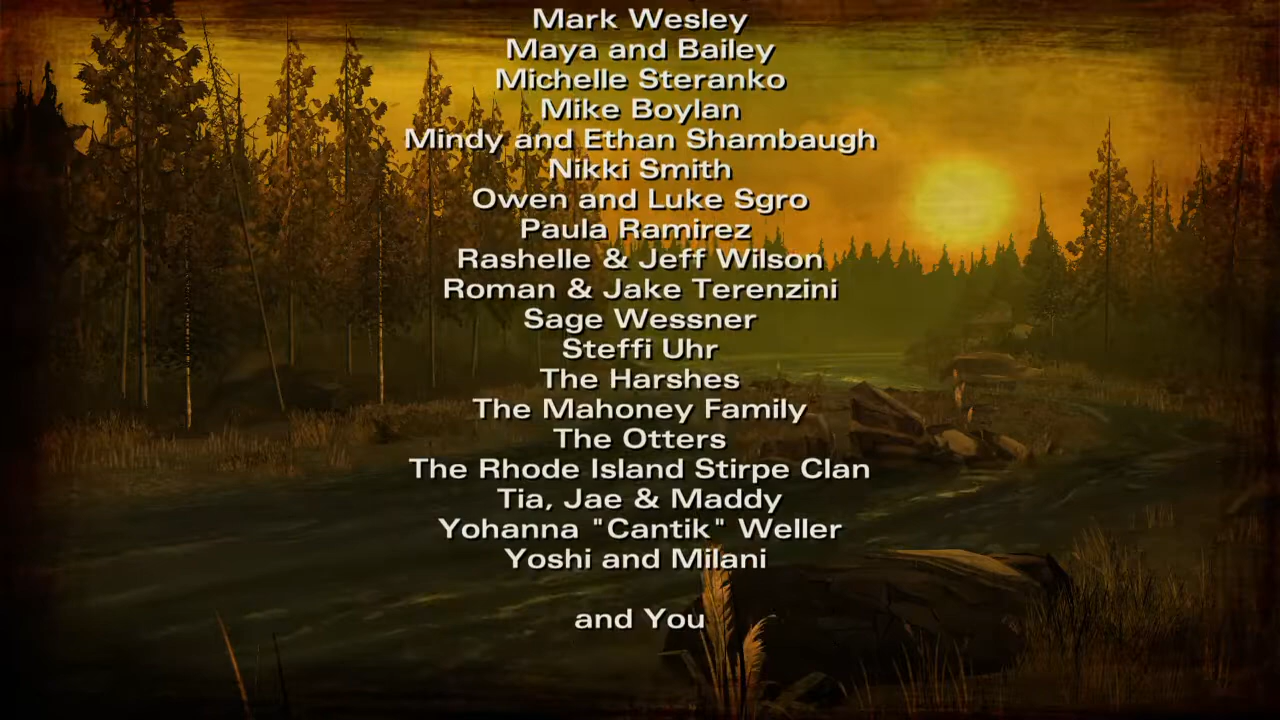 Mark Wesley
Maya and Bailey
Michelle Steranko
Mike Boylan
Mindy and Ethan Shambaugh
Nikki Smith
Owen and Luke Sgro
Paula Ramirez
Rashelle & Jeff Wilson
Roman & Jake Terenzini
Sage Wessner
Steffi Uhr
The Harshes
The Mahoney Family
The Otters
The Rhode Island Stirpe Clan
Tia, Jae & Maddy
Yohanna "Cantik" Weller
Yoshi and Milani
and You